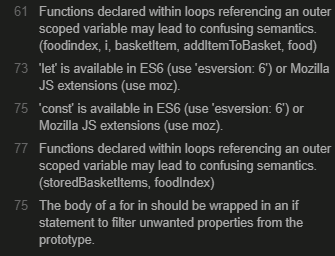 61 Functions declared within loops referencing an outer
scoped variable may lead to confusing semantics.
(foodindex, i, basketItem, addItemToBasket, food)
73 'let' is available in ES6 (use 'esversion: 6') or Mozilla
JS extensions (use moz).
75 'const' is available in ES6 (use 'esversion: 6') or
Mozilla JS extensions (use moz).
77 Functions declared within loops referencing an outer
scoped variable may lead to confusing semantics.
(storedBasketItems, foodIndex)
75 The body of a for in should be wrapped in an if
statement to filter unwanted properties from the
prototype.